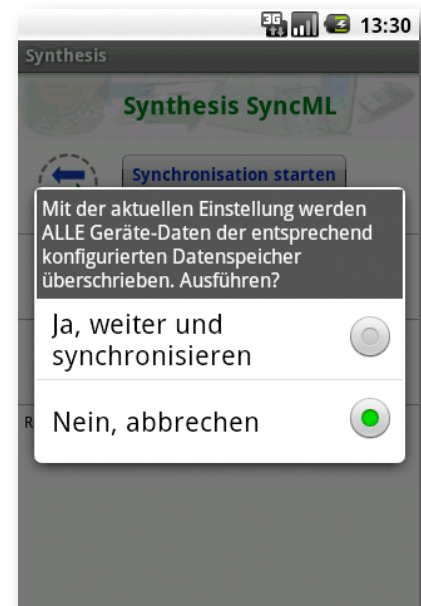 3G 13:30
Synthesis
Synthesis SyncML
Synchronisation starten
Mit der aktuellen Einstellung werden
ALLE Geräte-Daten der entsprechend
konfigurierten Datenspeicher
überschrieben. Ausführen?
Ja, weiter und
synchronisieren
Nein, abbrechen